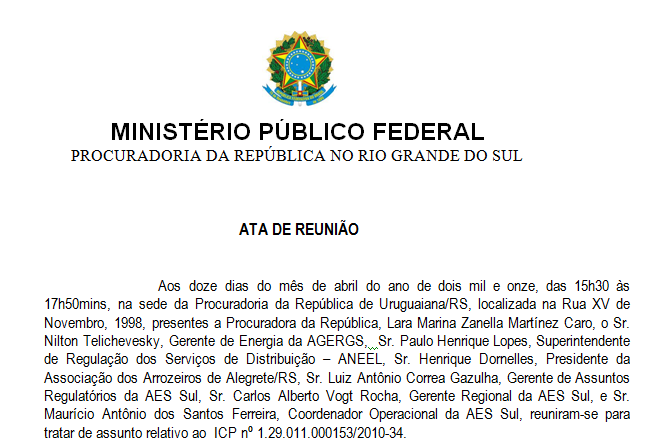 MINISTÉRIO PÚBLICO FEDERAL
PROCURADORIA DA REPÚBLICA NO RIO GRANDE DO SUL
ATA DE REUNIÃO
Aos doze dias do mês de abril do ano de dois mil e onze, das 15h30 às
17h50mins, na sede da Procuradoria da República de Uruguaiana/RS, localizada na Rua XV de
Novembro, 1998, presentes a Procuradora da República, Lara Marina Zanella Martínez Caro, o Sr.
Nilton Telichevesky, Gerente de Energia da AGERGS, Sr. Paulo Henrique Lopes, Superintendente
de Regulação dos Serviços de Distribuição – ANEEL, Sr. Henrique Dornelles, Presidente da
Associação dos Arrozeiros de Alegrete/RS, Sr. Luiz Antônio Correa Gazulha, Gerente de Assuntos
Regulatórios da AES Sul, Sr. Carlos Alberto Vogt Rocha, Gerente Regional da AES Sul, e Sr.
Maurício Antônio dos Santos Ferreira, Coordenador Operacional da AES Sul, reuniram-se para
tratar de assunto relativo ao ICP nº 1.29.011.000153/2010-34.